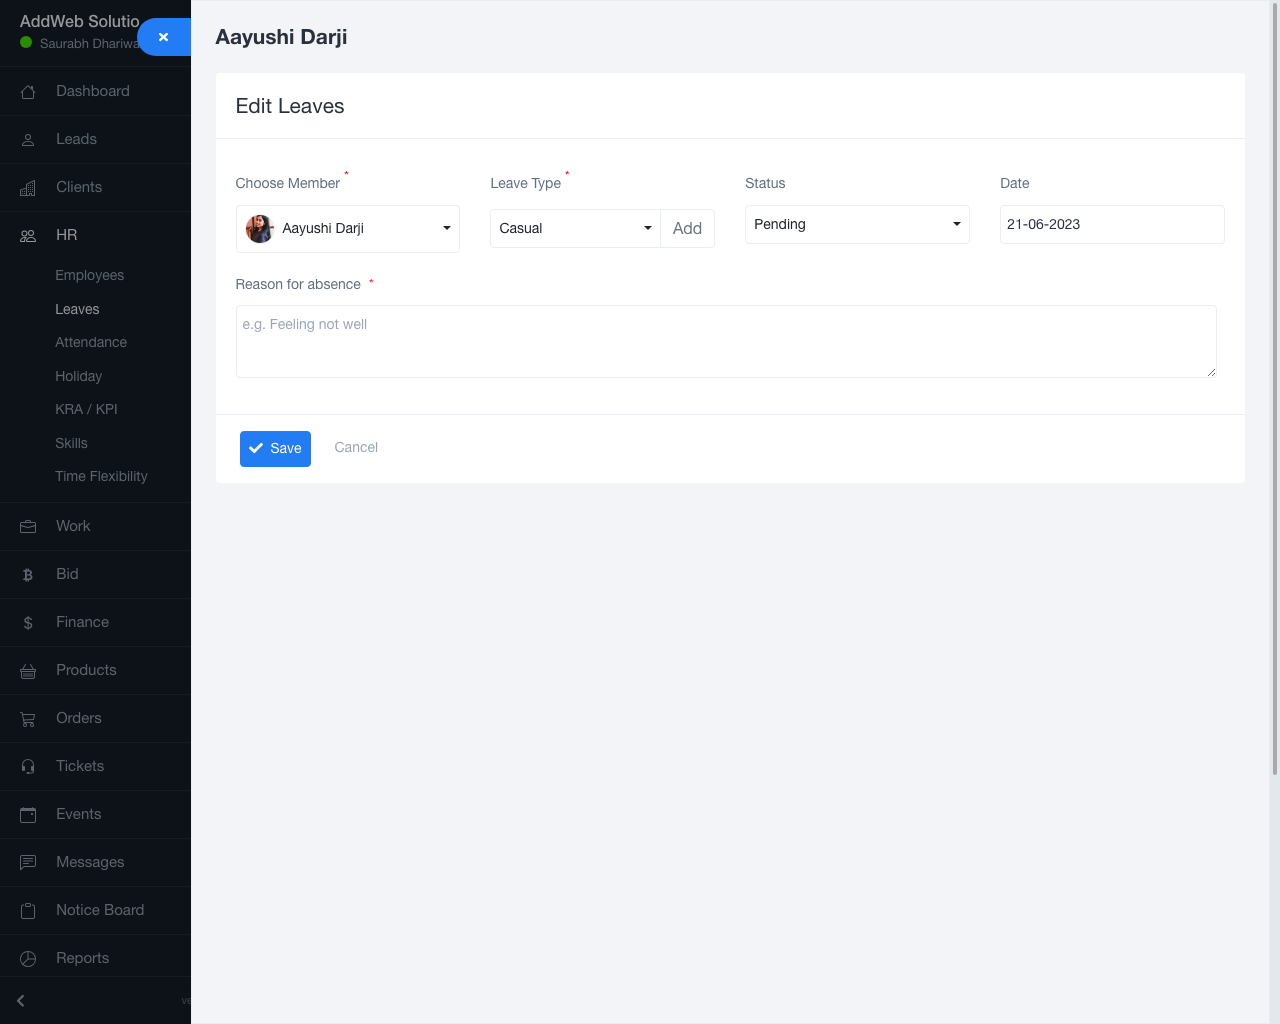 AddWeb Solutio
Saurabh Dhariwa
Dashboard
Leads
Clients
HR
Employees
Leaves
Attendance
Holiday
KRA / KPI
Skills
Time Flexibility
Work
Bid
Finance
Products
Orders
Tickets
Events
Messages
Notice Board
Reports
ve
Aayushi Darji
Edit Leaves
Choose Member *
Leave Type *
Status
Date
Aayushi Darji
Casual
Add
Pending
21-06-2023
Reason for absence *
e.g. Feeling not well
Save
Cancel